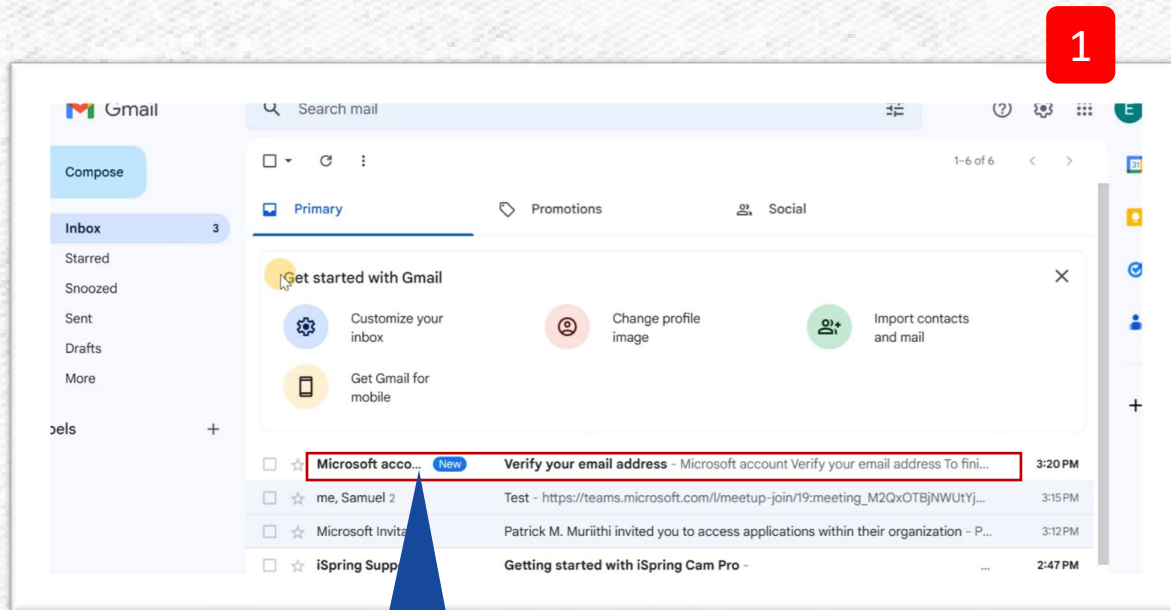 1
Gmail
Search mail
E
Compose
1–6 of 6
31
Primary
Promotions
Social
Inbox 3
Starred
Snoozed
Sent
Drafts
More
Get started with Gmail
Customize your
inbox
Change profile
image
Import contacts
and mail
Get Gmail for
mobile
bels
Microsoft acco... New Verify your email address - Microsoft account Verify your email address To fini... 3:20 PM
me, Samuel 2 Test - https://teams.microsoft.com/l/meetup-join/19:meeting_M2QxOTBjNWUtYj... 3:15 PM
Microsoft Invita Patrick M. Muriithi invited you to access applications within their organization - P... 3:12 PM
iSpring Supp Getting started with iSpring Cam Pro - ... 2:47 PM